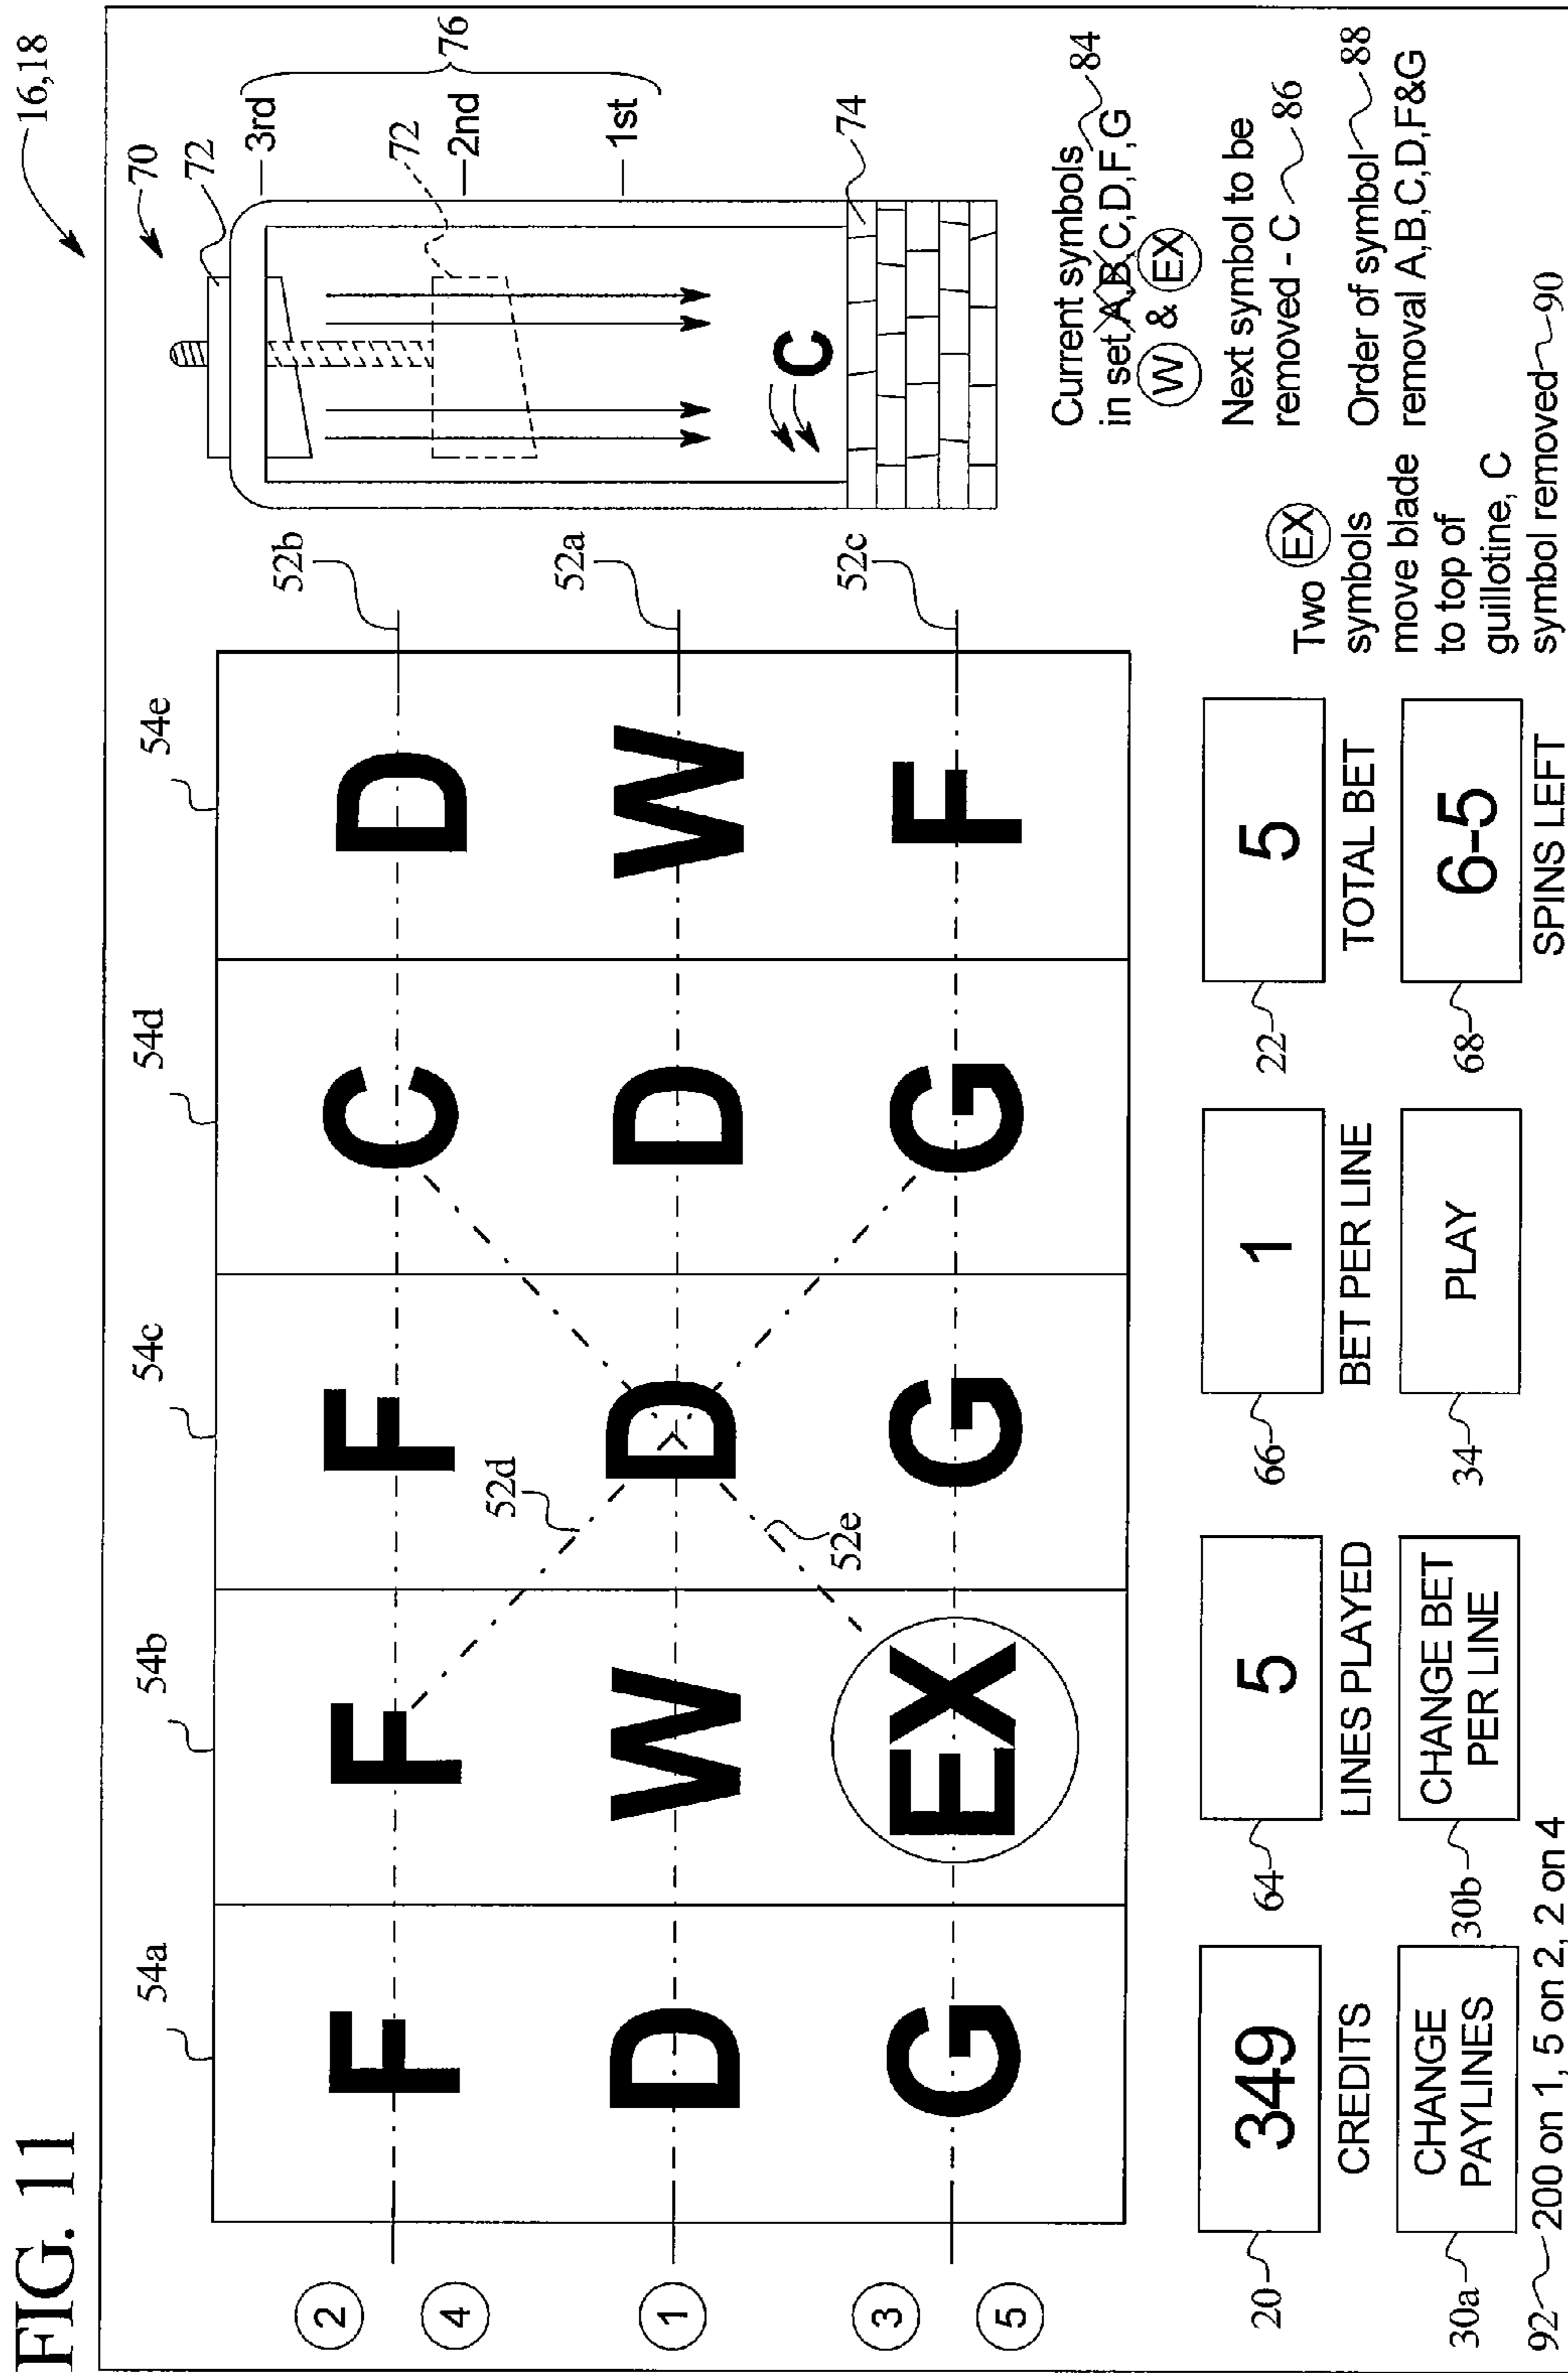 FIG. 11
16,18
54a
54b
54c
54d
54e
52b
52a
52c
52d
52e
2
4
1
3
5
F
F
F
C
D
D
W
D
D
W
G
EX
G
G
F
70
72
72
3rd
2nd
1st
76
C
74
Current symbols
in set A,B,C,D,F,G
W & EX
84
Next symbol to be
removed - C
86
Order of symbol
removal A,B,C,D,F&G
88
Two EX
symbols
move blade
to top of
guillotine, C
symbol removed
90
20
349
CREDITS
64
5
LINES PLAYED
66
1
BET PER LINE
22
5
TOTAL BET
30a
CHANGE
PAYLINES
30b
CHANGE BET
PER LINE
34
PLAY
68
6-5
SPINS LEFT
92
200 on 1, 5 on 2, 2 on 4